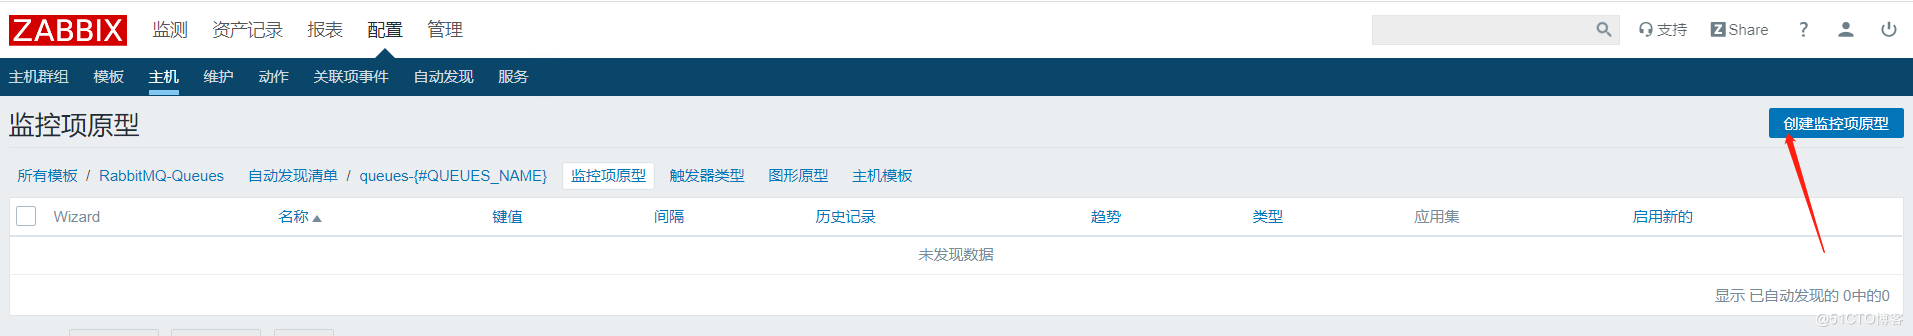 ZABBIX 监测 资产记录 报表 配置 管理 支持 Z Share ?
主机群组 模板 主机 维护 动作 关联项事件 自动发现 服务
监控项原型 创建监控项原型
所有模板 / RabbitMQ-Queues 自动发现清单 / queues-{#QUEUES_NAME} 监控项原型 触发器类型 图形原型 主机模板
Wizard 名称 键值 间隔 历史记录 趋势 类型 应用集 启用新的
未发现数据
显示 已自动发现的 0中的0
@51CTO博客